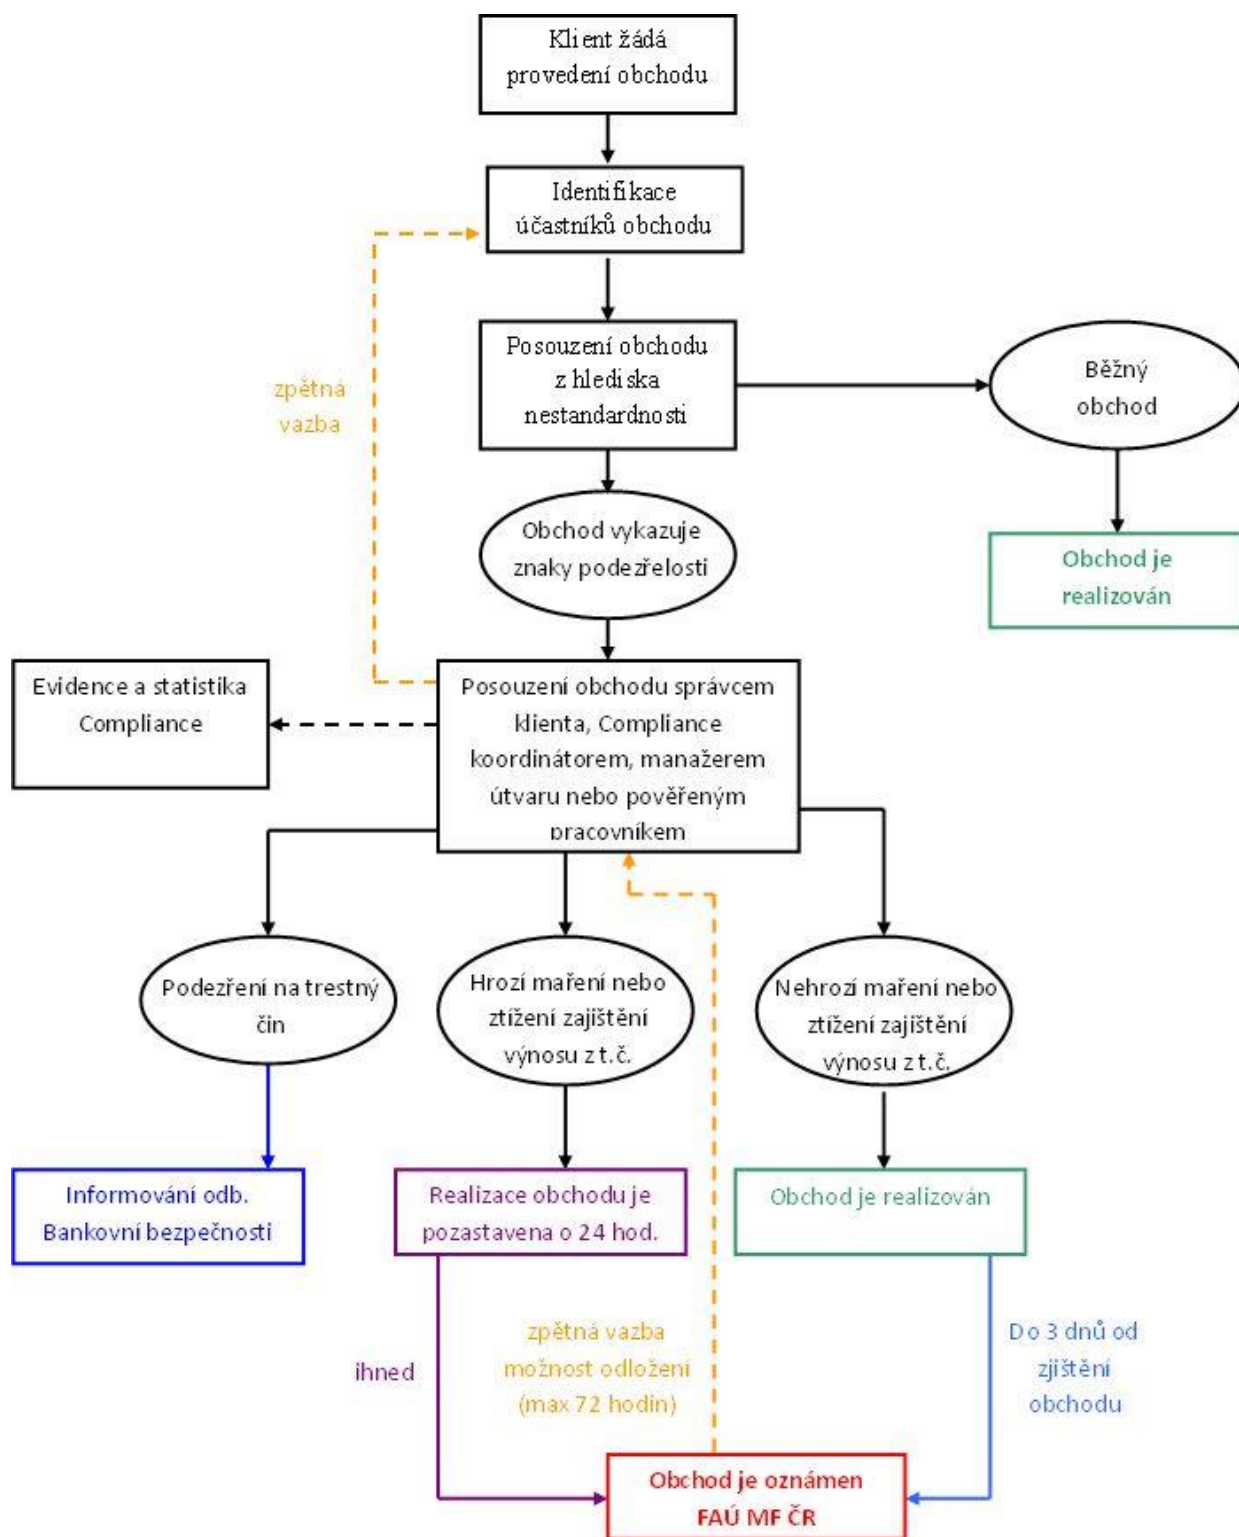 Klient žádá
provedení obchodu
Identifikace
účastníků obchodu
zpětná
vazba
Posouzení obchodu
z hlediska
nestandardnosti
Běžný
obchod
Obchod vykazuje
znaky podezřelosti
Obchod je
realizován
Evidence a statistika
Compliance
Posouzení obchodu správcem
klienta, Compliance
koordinátorem, manažerem
útvaru nebo pověřeným
pracovníkem
Podezření na trestný
čin
Hrozí maření nebo
ztížení zajištění
výnosu z t.č.
Nehrozí maření nebo
ztížení zajištění
výnosu z t.č.
Informování odb.
Bankovní bezpečnosti
Realizace obchodu je
pozastavena o 24 hod.
Obchod je realizován
ihned
zpětná vazba
možnost odložení
(max 72 hodin)
Do 3 dnů od
zjištění
obchodu
Obchod je oznámen
FAÚ MF ČR